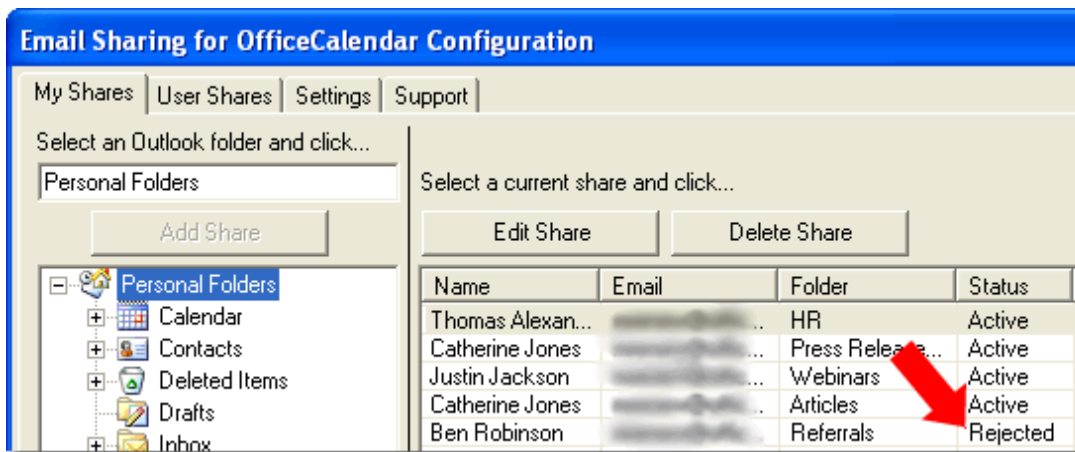 Email Sharing for OfficeCalendar Configuration
My Shares User Shares Settings Support
Select an Outlook folder and click...
Personal Folders
Add Share
Personal Folders
Calendar
Contacts
Deleted Items
Drafts
Inbox
Select a current share and click...
Edit Share Delete Share
Name Email Folder Status
Thomas Alexan... HR Active
Catherine Jones Press Release... Active
Justin Jackson Webinars Active
Catherine Jones Articles Active
Ben Robinson Referrals Rejected